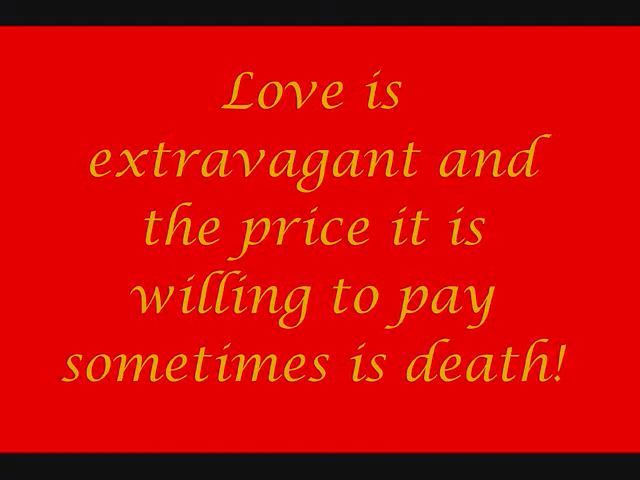 Love is
extravagant and
the price it is
willing to pay
sometimes is death!